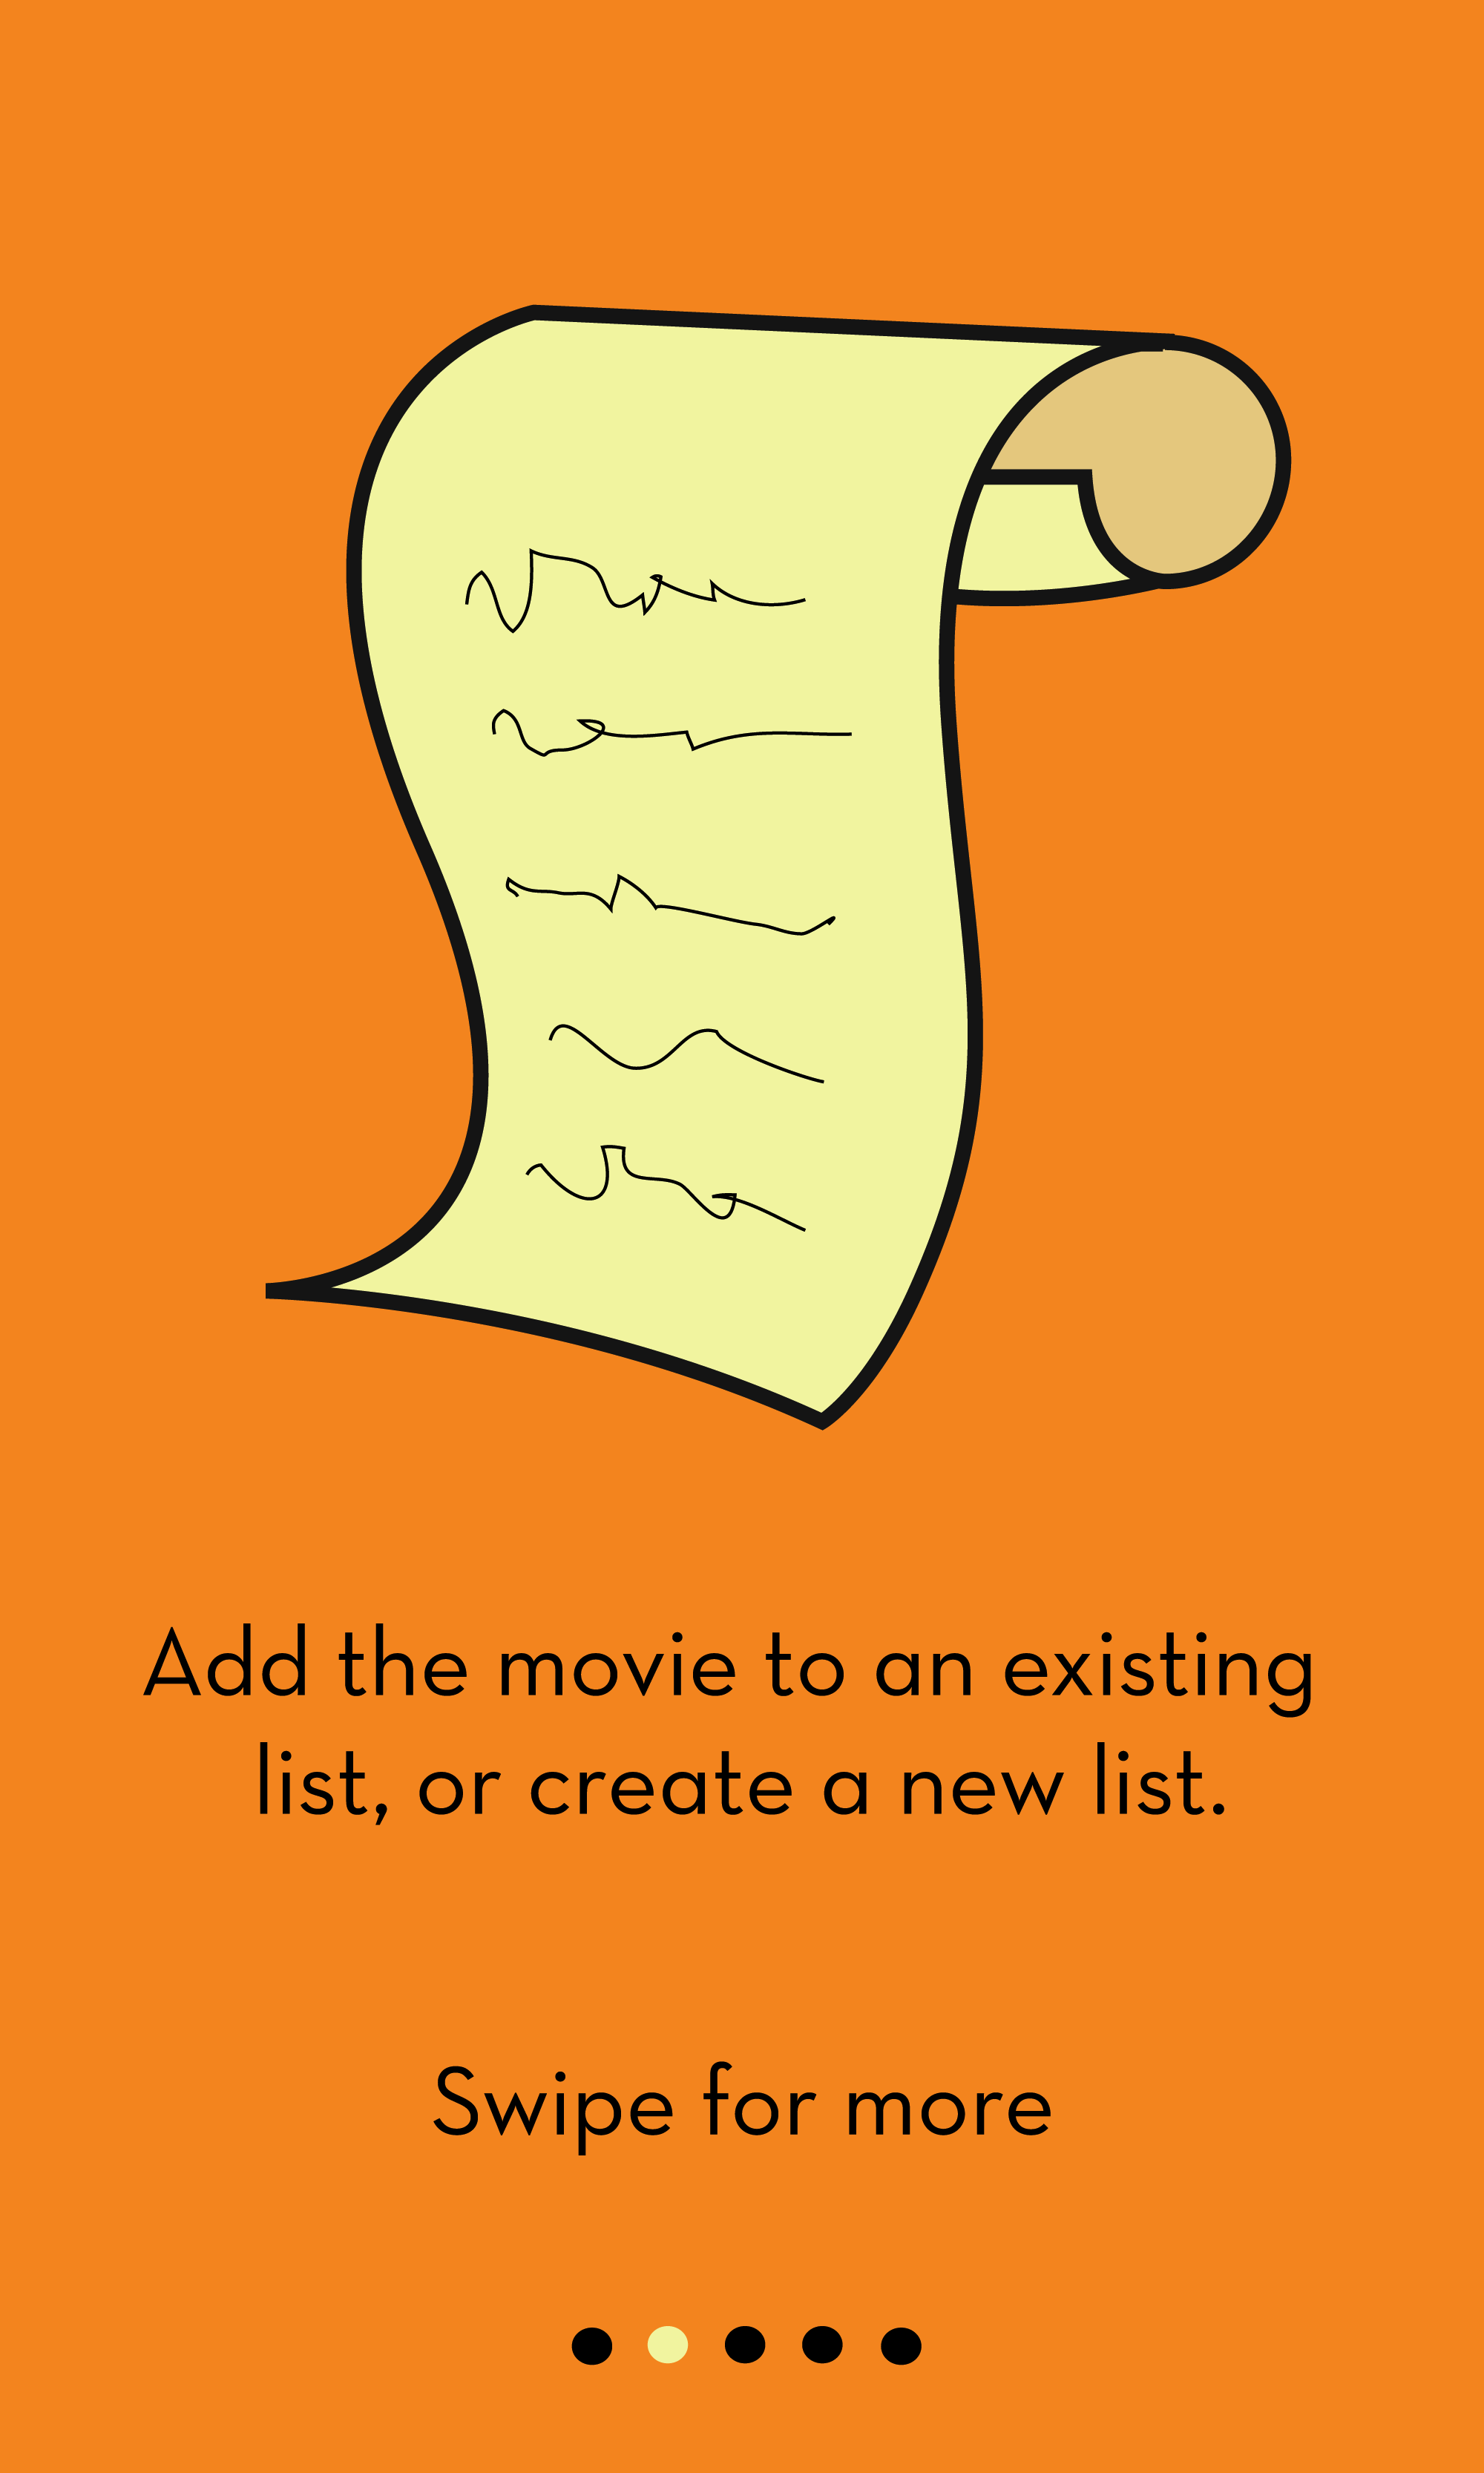 Add the movie to an existing
list, or create a new list.
Swipe for more